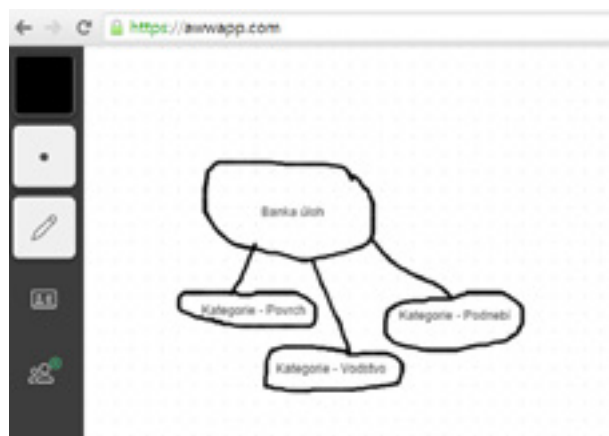 https://awwapp.com
Banka úloh
Kategorie - Povrch
Kategorie - Podnebí
Kategorie - Vodstvo